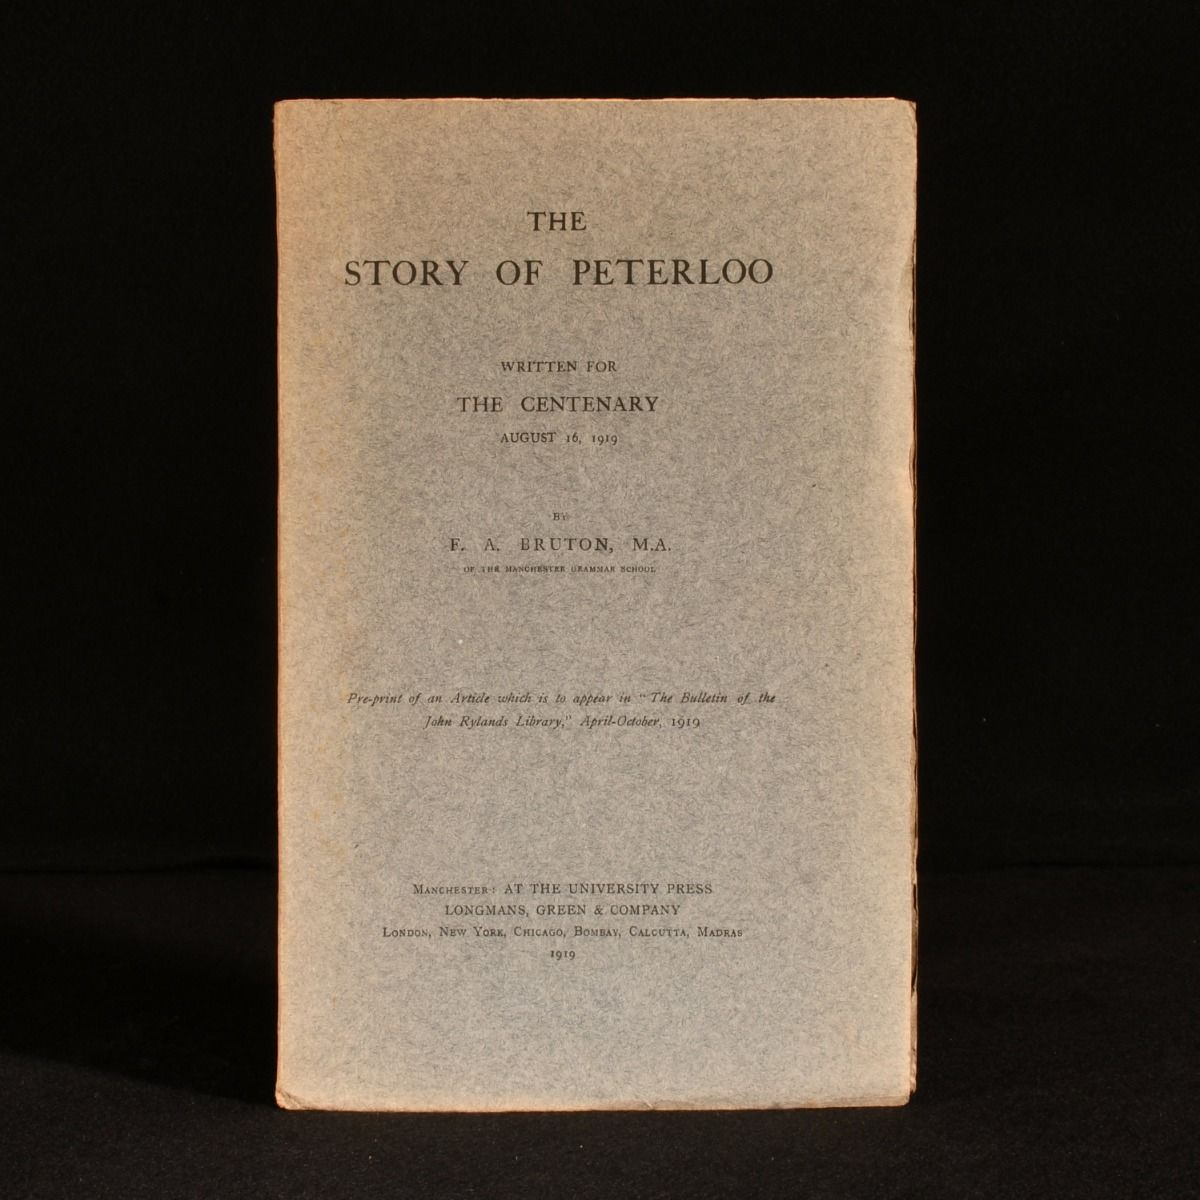 THE
STORY OF PETERLOO
WRITTEN FOR
THE CENTENARY
AUGUST 16, 1919
BY
F. A. BRUTON, M.A.
OF THE MANCHESTER GRAMMAR SCHOOL
Pre-print of an Article which is to appear in "The Bulletin of the
John Rylands Library," April-October, 1919
MANCHESTER: AT THE UNIVERSITY PRESS
LONGMANS, GREEN & COMPANY
LONDON, NEW YORK, CHICAGO, BOMBAY, CALCUTTA, MADRAS
1919